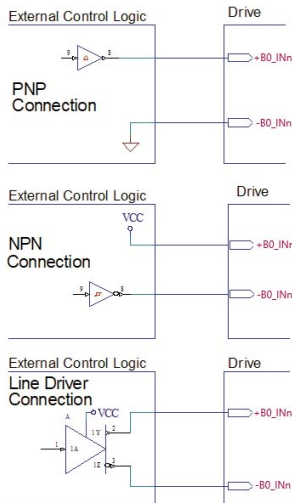 External Control Logic Drive
9 8 +B0_INn
PNP
Connection
-B0_INn
External Control Logic Drive
VCC
+B0_INn
NPN
Connection
9 8 -B0_INn
External Control Logic Drive
Line Driver
Connection
A VCC
1Y 2 +B0_INn
1 1A
1Z 3
-B0_INn